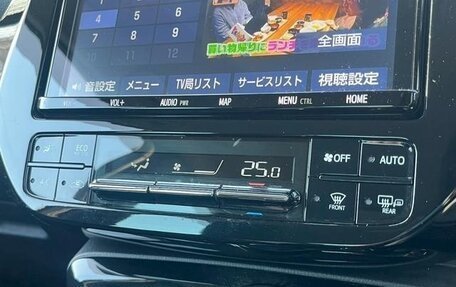 4 5 6
7 8 9
10 11 12
買い物帰りにランチ
全画面
音設定 メニュー TV局リスト サービスリスト 視聴設定
VOL- VOL+ AUDIO PWR MAP MENU CTRL HOME
ECO
25.0
OFF
AUTO
FRONT
REAR